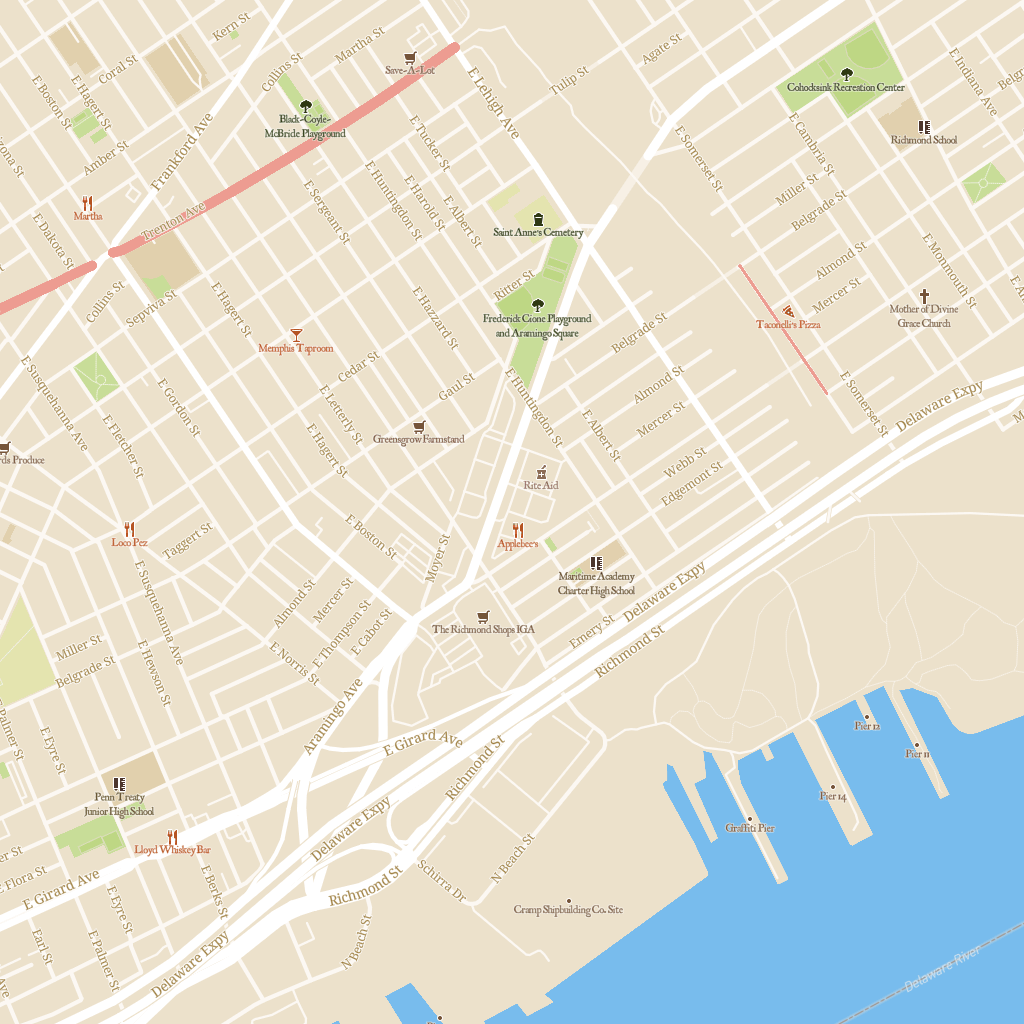 Kern St
Martha St
Agate St
Coral St
Collins St
Save-A-Lot
Tulip St
E Indiana Ave
Belgra
E Boston St
E Hagert St
E Lehigh Ave
Cohocksink Recreation Center
Black-Coyle-
McBride Playground
Frankford Ave
E Tucker St
E Cambria St
Richmond School
izona St
Amber St
E Somerset St
E Sergeant St
E Huntingdon St
E Harold St
E Albert St
Miller St
Belgrade St
Martha
Trenton Ave
Saint Anne's Cemetery
E Dakota St
Almond St
E Monmouth St
Collins St
Sepviva St
E Hagert St
E Hazzard St
Ritter St
Mercer St
Mother of Divine
Grace Church
Frederick Cione Playground
and Aramingo Square
Taconelli's Pizza
Memphis Taproom
Belgrade St
E Susquehanna Ave
E Gordon St
Cedar St
Gaul St
E Huntingdon St
Almond St
E Somerset St
Delaware Expy
E Fletcher St
E Letterly St
E Hagert St
Greensgrow Farmstand
E Albert St
Mercer St
rds Produce
Webb St
Edgemont St
Rite Aid
Loco Pez
Taggert St
E Boston St
Moyer St
Applebee's
Maritime Academy
Charter High School
Delaware Expy
E Susquehanna Ave
Almond St
Mercer St
E Thompson St
E Cabot St
The Richmond Shops IGA
Emery St
Richmond St
Miller St
Belgrade St
E Hewson St
E Norris St
Aramingo Ave
E Palmer St
E Eyre St
E Girard Ave
Richmond St
Pier 12
Pier 11
Pier 14
Graffiti Pier
Penn Treaty
Junior High School
Lloyd Whiskey Bar
Delaware Expy
E Flora St
E Girard Ave
E Berks St
Richmond St
Schirra Dr
N Beach St
Cramp Shipbuilding Co. Site
E Eyre St
Earl St
E Palmer St
N Beach St
Delaware Expy
Delaware River